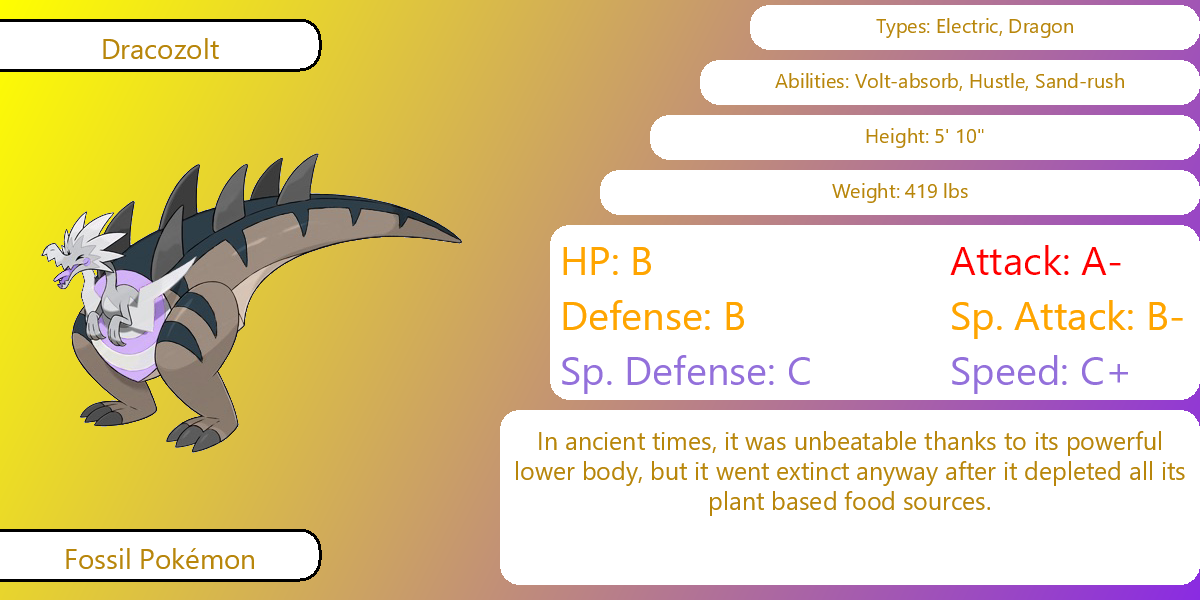 Dracozolt
Types: Electric, Dragon
Abilities: Volt-absorb, Hustle, Sand-rush
Height: 5' 10"
Weight: 419 lbs
HP: B
Attack: A-
Defense: B
Sp. Attack: B-
Sp. Defense: C
Speed: C+
In ancient times, it was unbeatable thanks to its powerful
lower body, but it went extinct anyway after it depleted all its
plant based food sources.
Fossil Pokémon